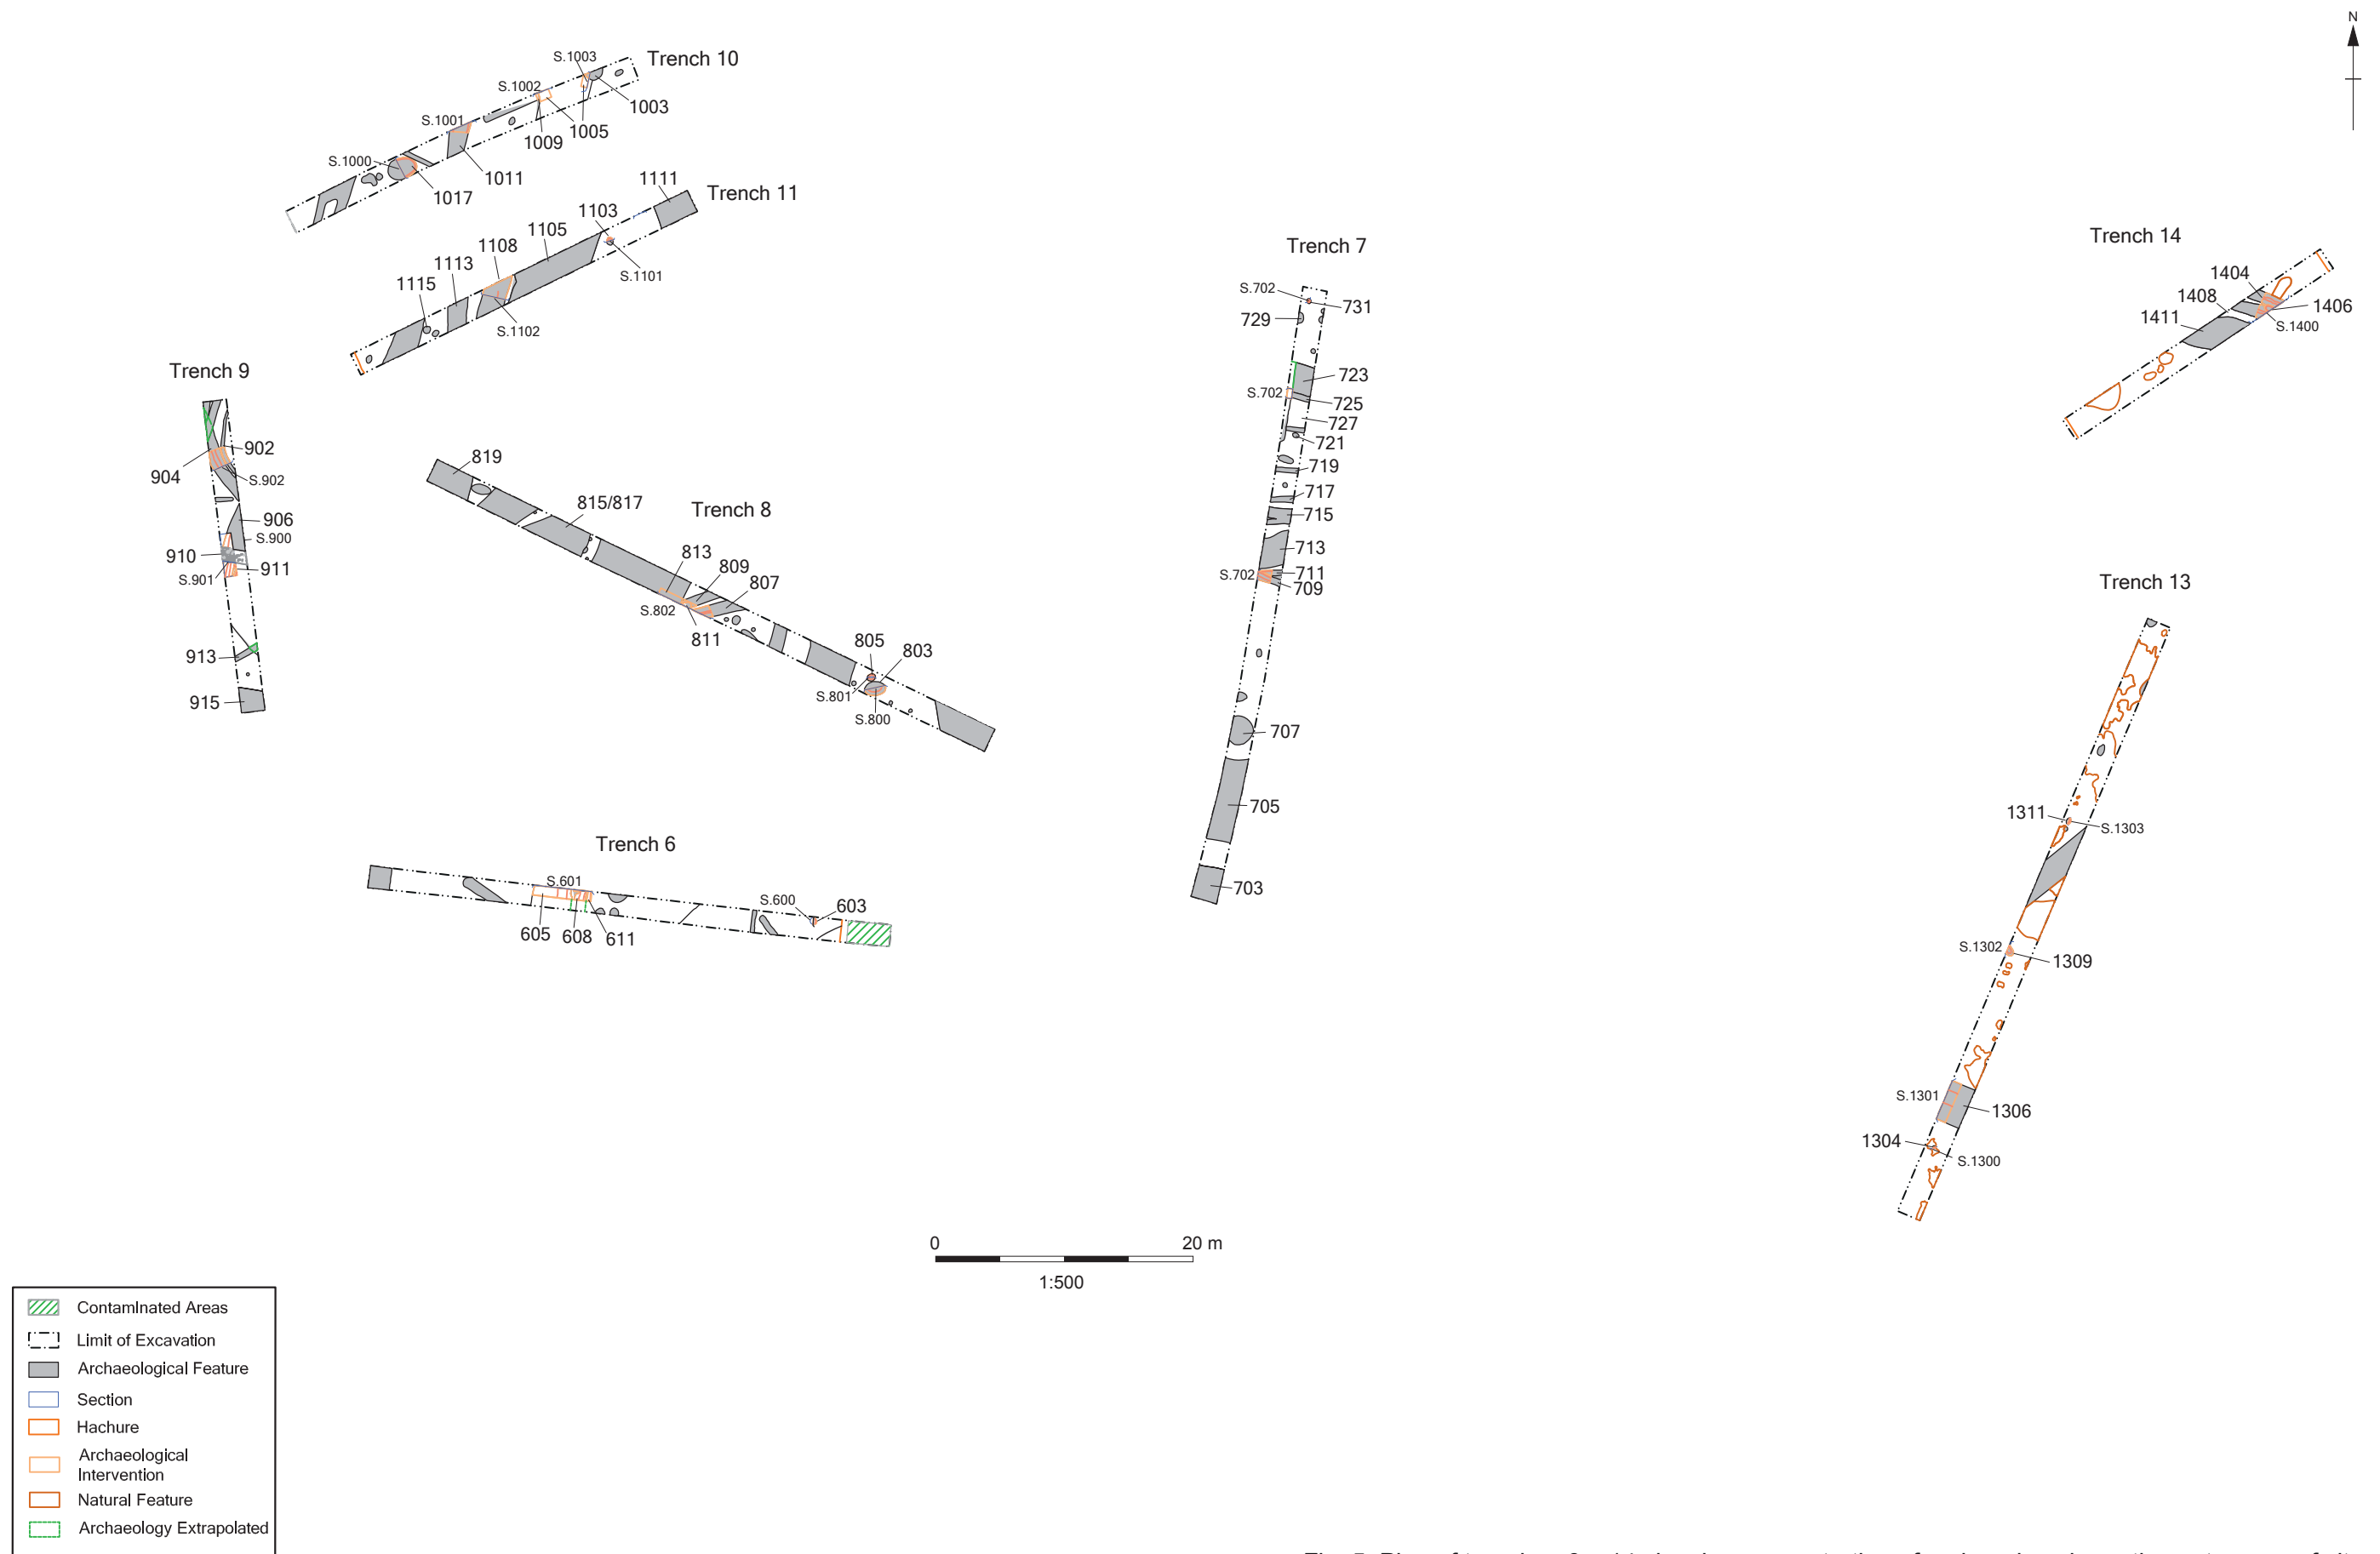 N
Trench 10
S.1003
S.1002
1003
S.1001
1005
1009
S.1000
1011
1017
Trench 11
1111
1103
1105
1108
S.1101
1113
1115
S.1102
Trench 9
902
904
S.902
906
S.900
910
911
S.901
913
915
Trench 8
819
815/817
813
809
807
S.802
811
805
803
S.801
S.800
Trench 6
S.601
S.600
603
605
608
611
Trench 7
S.702
731
729
723
S.702
725
727
721
719
717
715
713
S.702
711
709
707
705
703
Trench 14
1404
1408
1406
1411
S.1400
Trench 13
1311
S.1303
S.1302
1309
S.1301
1306
1304
S.1300
0 20 m
1:500
Contaminated Areas
Limit of Excavation
Archaeological Feature
Section
Hachure
Archaeological
Intervention
Natural Feature
Archaeology Extrapolated